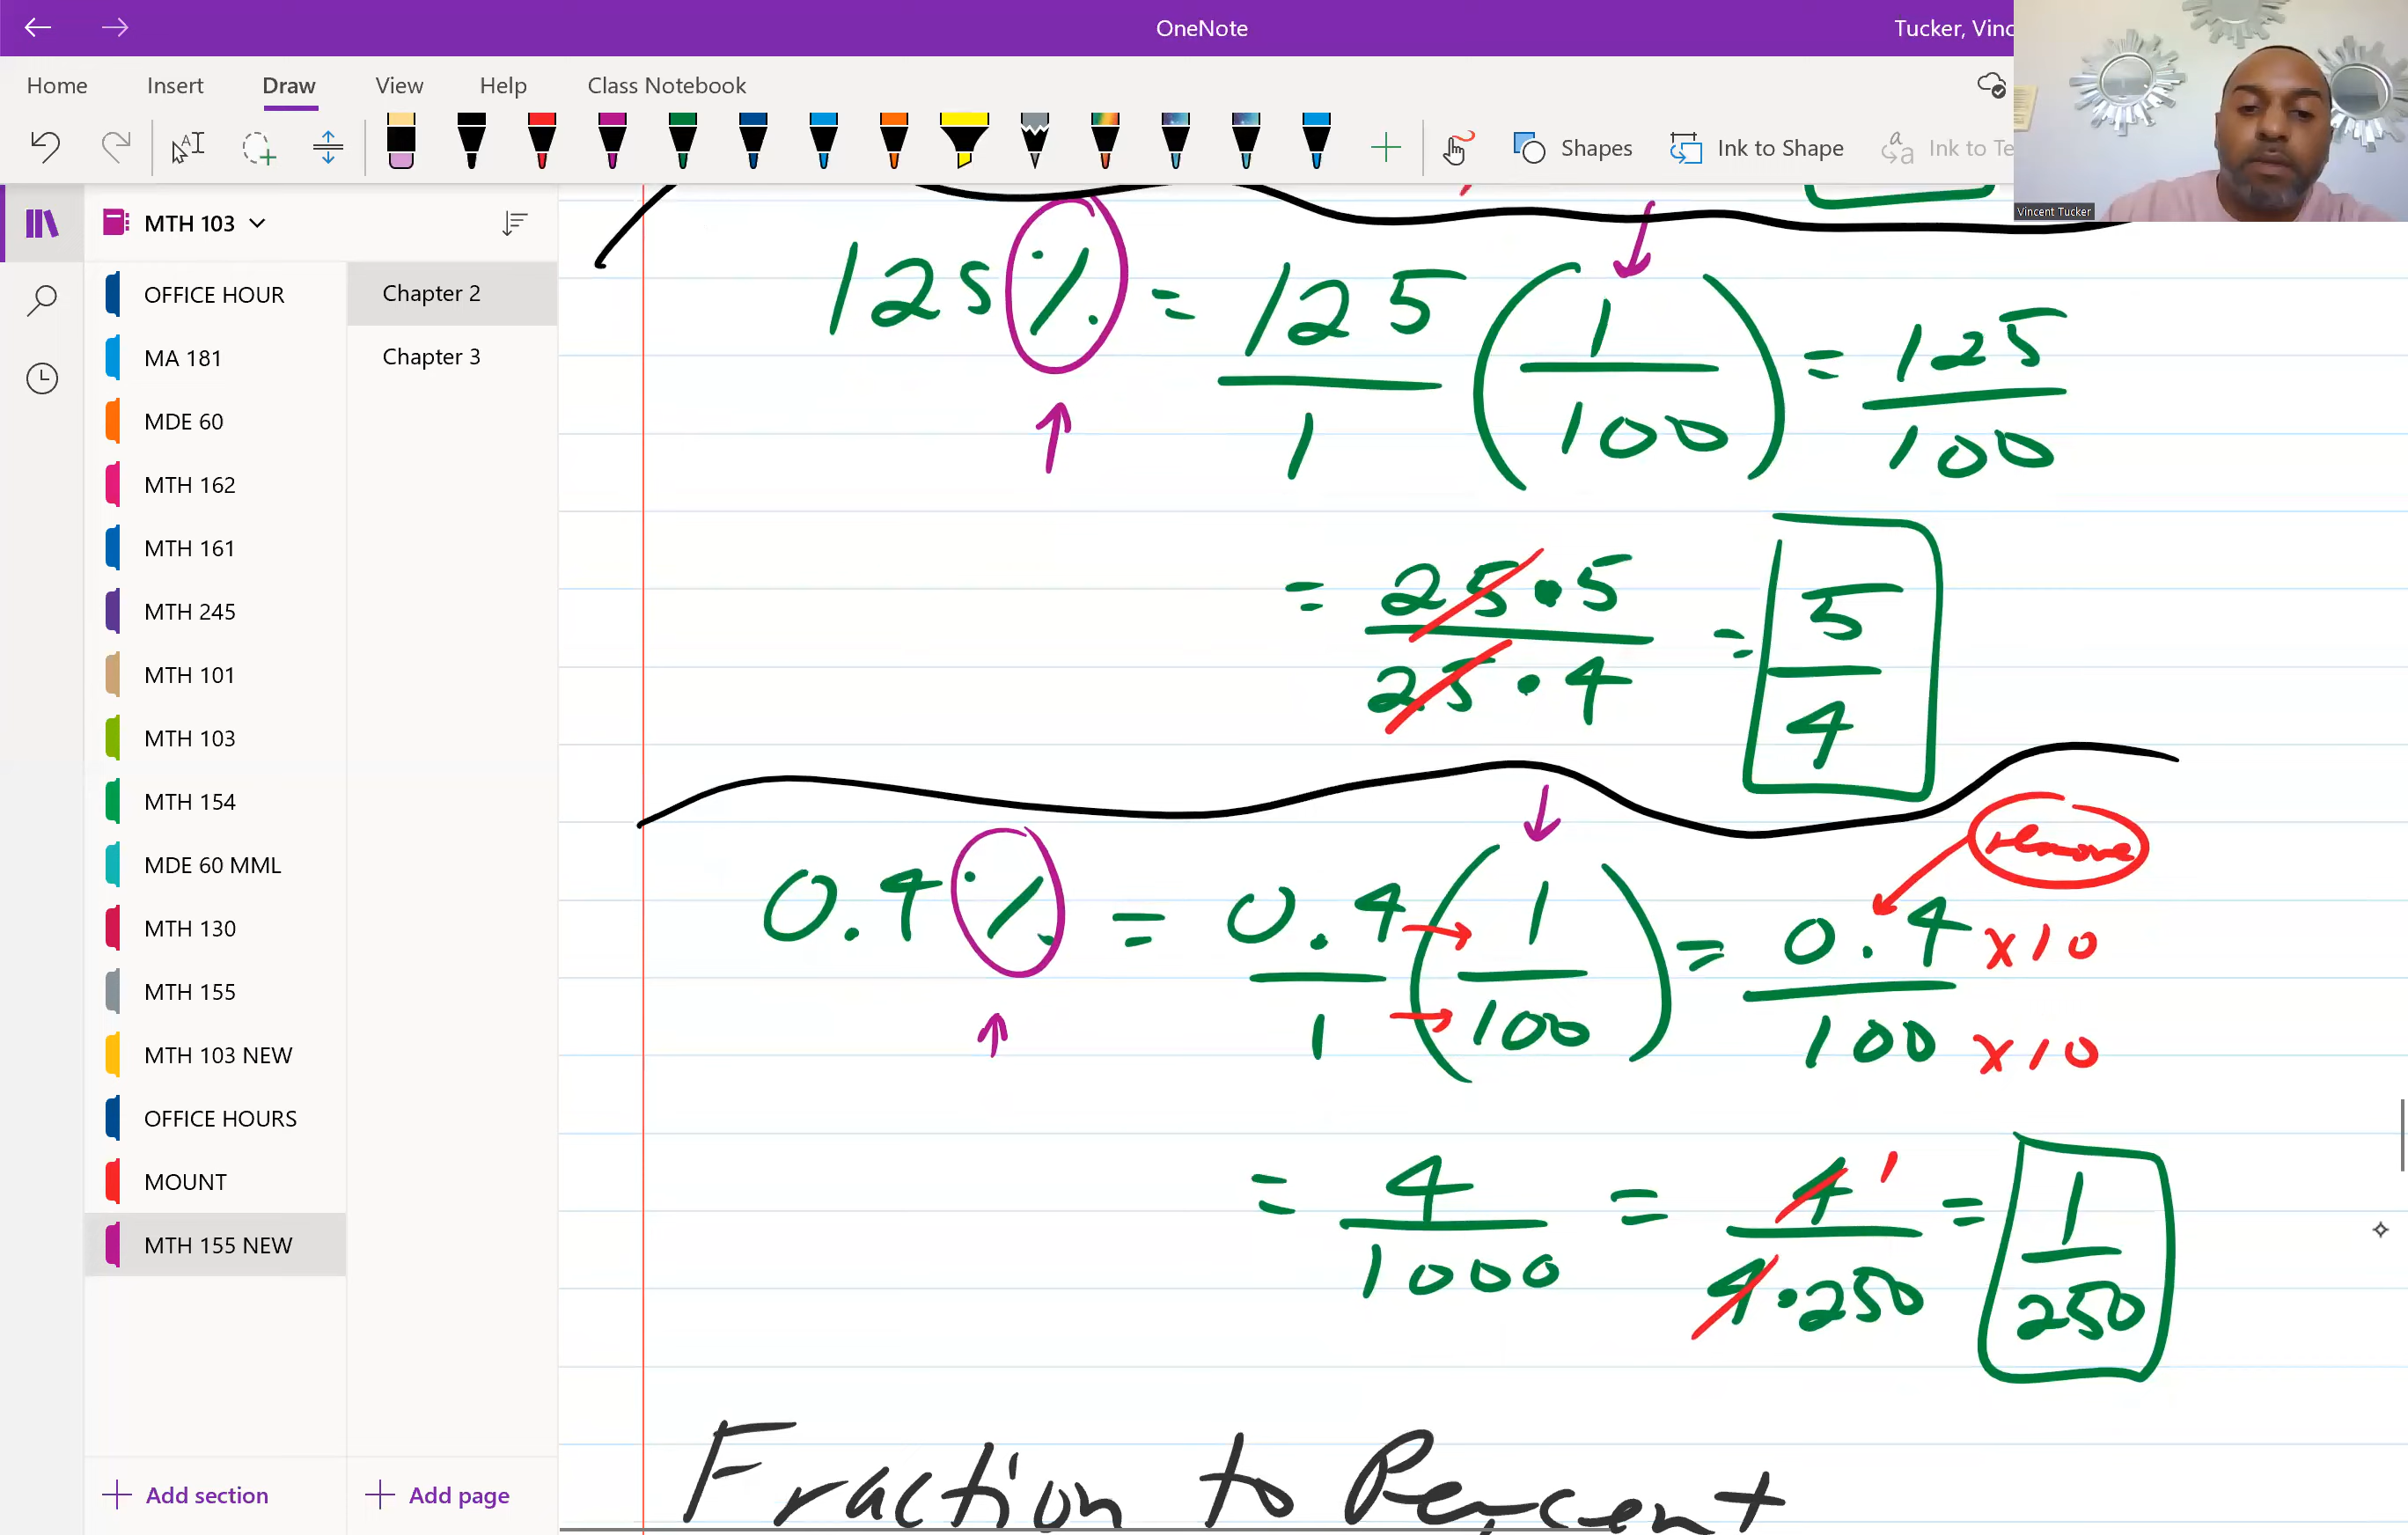 OneNote
Tucker, Vinc
Home Insert Draw View Help Class Notebook
Shapes Ink to Shape Ink to Te
Vincent Tucker
MTH 103
OFFICE HOUR
MA 181
MDE 60
MTH 162
MTH 161
MTH 245
MTH 101
MTH 103
MTH 154
MDE 60 MML
MTH 130
MTH 155
MTH 103 NEW
OFFICE HOURS
MOUNT
MTH 155 NEW
Add section
Chapter 2
Chapter 3
Add page
125% = 125/1 (1/100) = 125/100
= 25·5/25·4 = 5/4
remove
0.4% = 0.4/1 (1/100) = 0.4/100 x10 x10
= 4/1000 = 4 1/4·250 = 1/250
Fraction to Percent